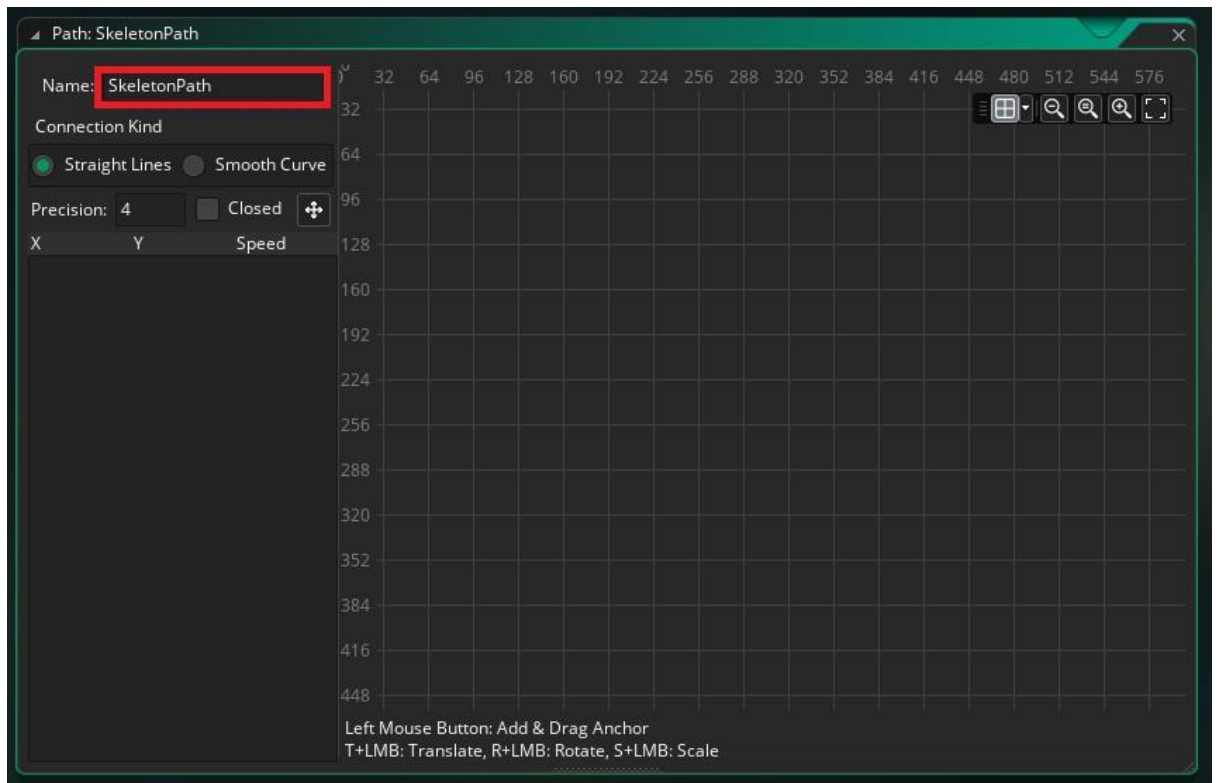 Path: SkeletonPath
Name: SkeletonPath
Connection Kind
Straight Lines Smooth Curve
Precision: 4 Closed
X Y Speed
0 32 64 96 128 160 192 224 256 288 320 352 384 416 448 480 512 544 576
32
64
96
128
160
192
224
256
288
320
352
384
416
448
Left Mouse Button: Add & Drag Anchor
T+LMB: Translate, R+LMB: Rotate, S+LMB: Scale